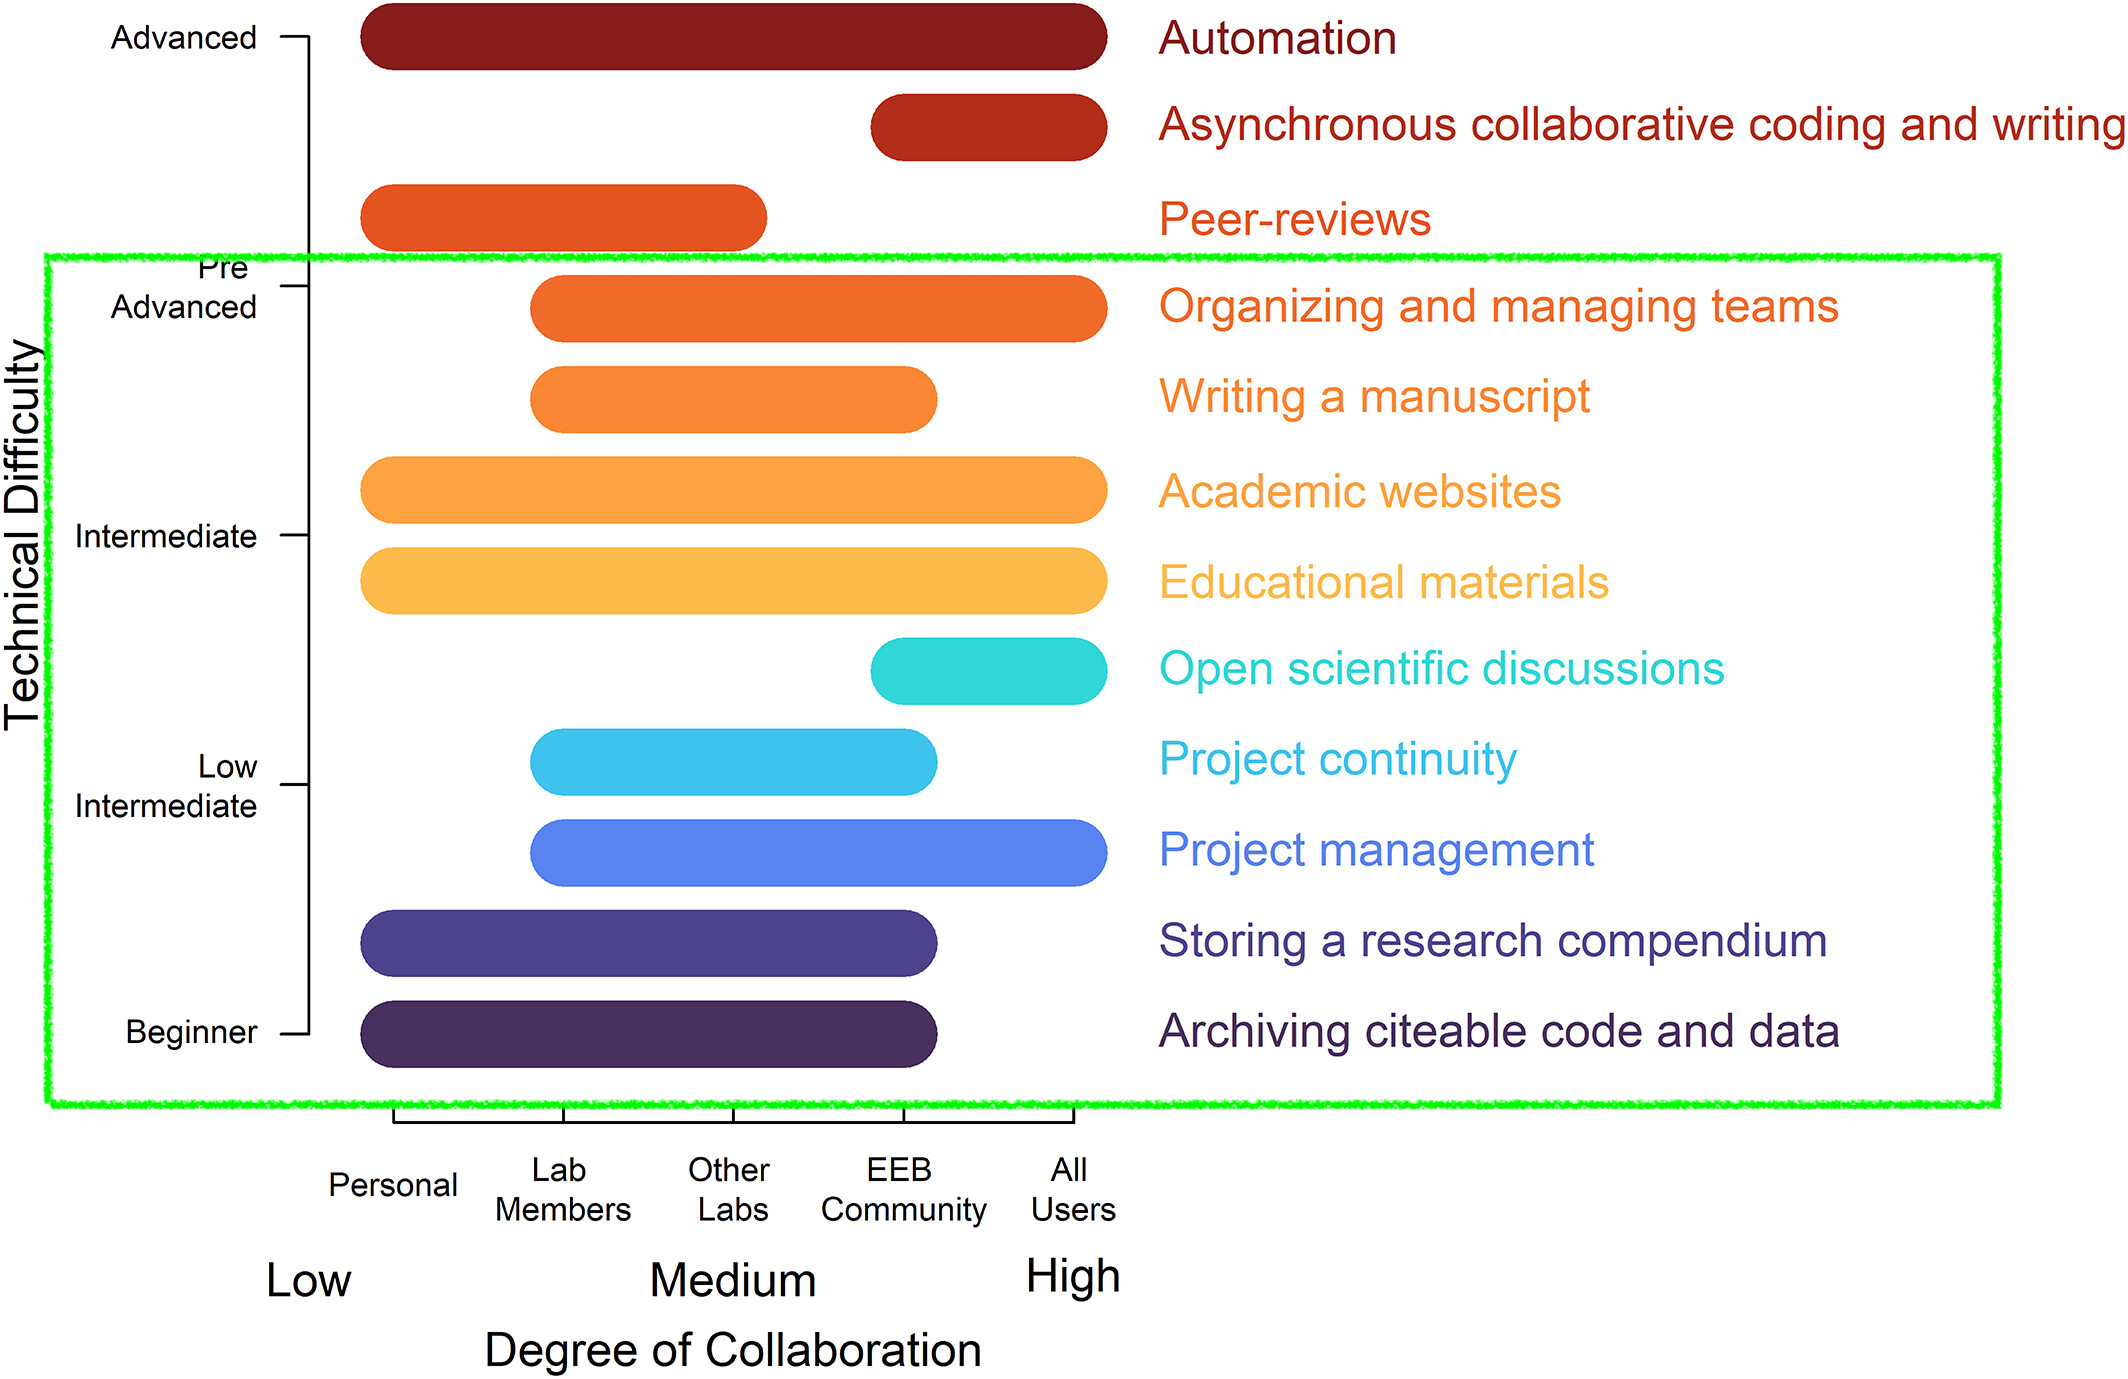 Advanced
Automation
Asynchronous collaborative coding and writing
Peer-reviews
Pre
Advanced
Organizing and managing teams
Writing a manuscript
Academic websites
Technical Difficulty
Intermediate
Educational materials
Open scientific discussions
Low
Intermediate
Project continuity
Project management
Storing a research compendium
Beginner
Archiving citeable code and data
Personal
Lab
Members
Other
Labs
EEB
Community
All
Users
Low
Medium
High
Degree of Collaboration